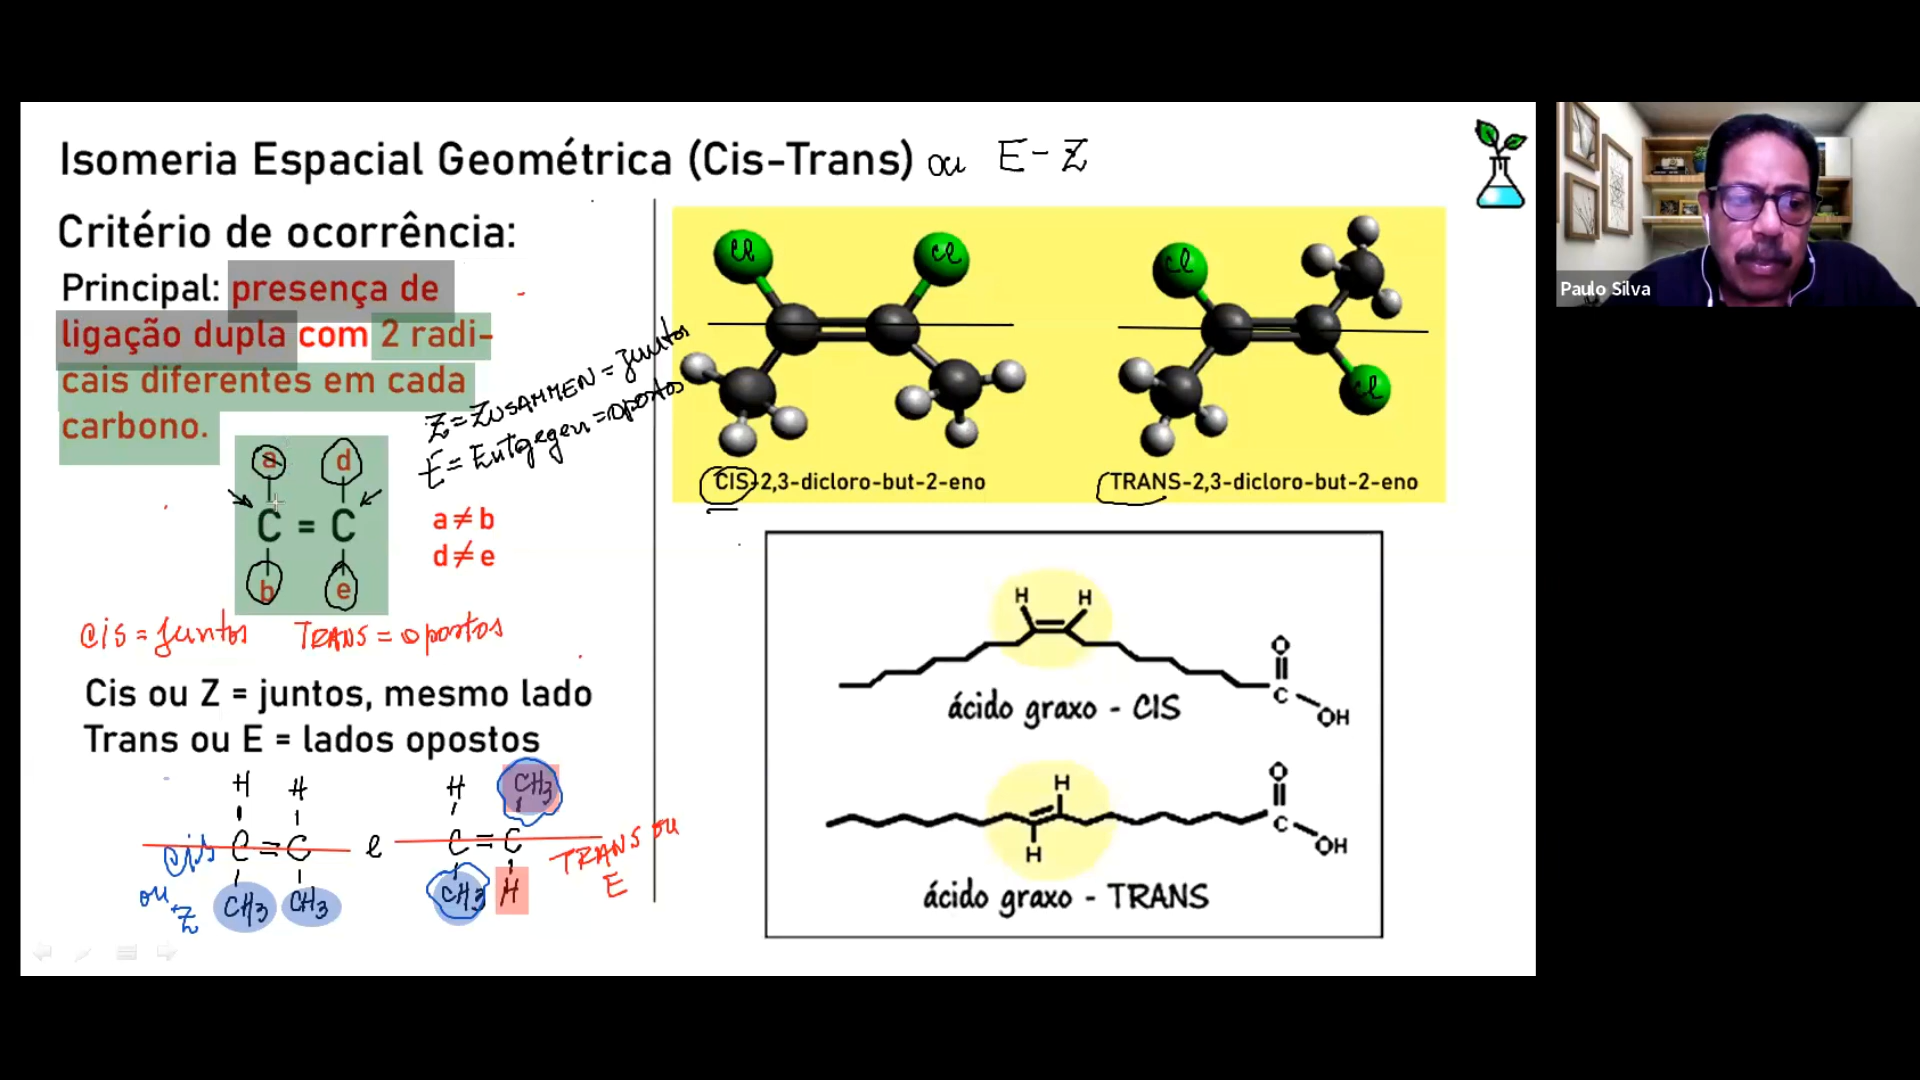 Isomeria Espacial Geométrica (Cis-Trans) ou E-Z
Critério de ocorrência:
Principal: presença de
ligação dupla com 2 radi-
cais diferentes em cada
carbono.
Z = ZUSAMMEN = juntos
E = Entgegen = opostos
a d
C = C
b e
a ≠ b
d ≠ e
Cis = juntos TRANS = opostos
Cis ou Z = juntos, mesmo lado
Trans ou E = lados opostos
H H
C = C
CH3 CH3
Cis
ou
Z
e
H CH3
C = C
CH3 H
TRANS ou
E
Cl Cl
CIS-2,3-dicloro-but-2-eno
Cl
Cl
TRANS-2,3-dicloro-but-2-eno
H H
O
C
OH
ácido graxo - CIS
H
O
C
H
OH
ácido graxo - TRANS
Paulo Silva